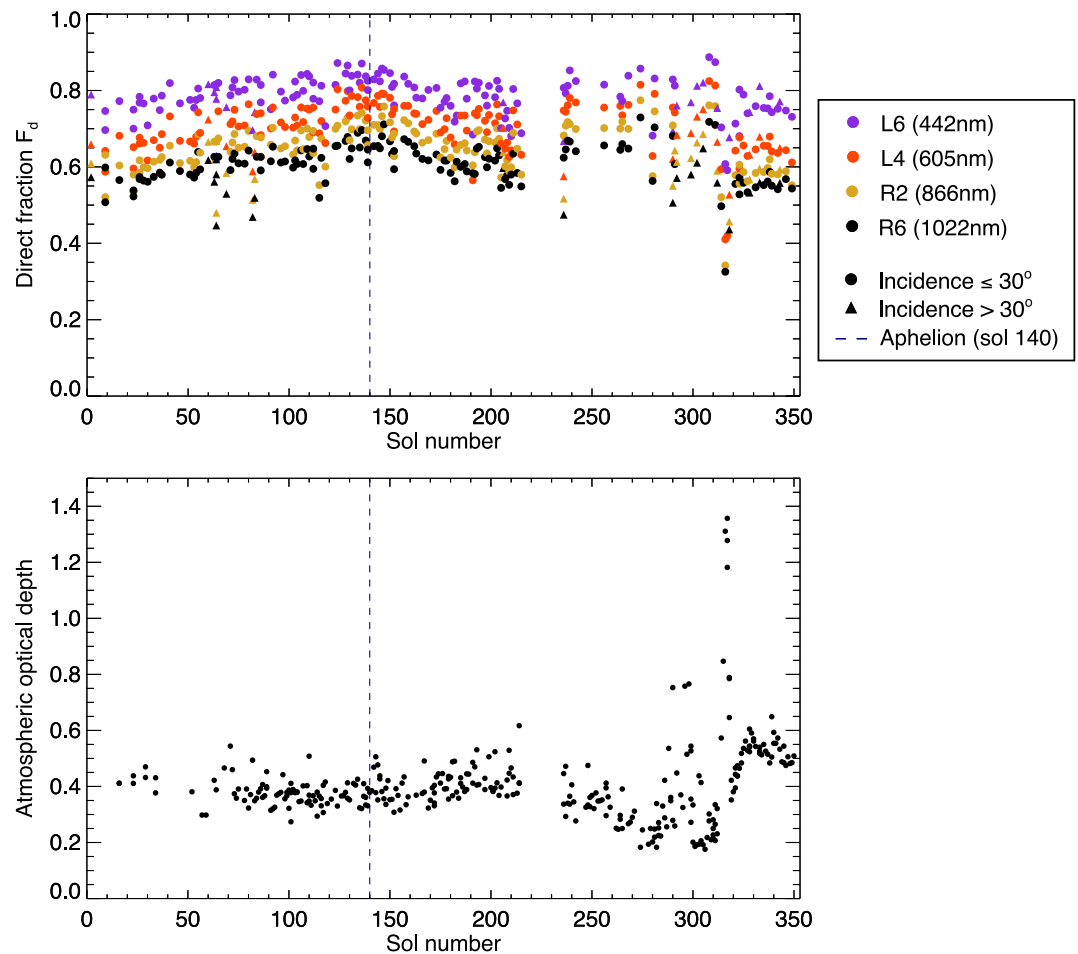 1.0
0.8
0.6
0.4
0.2
0.0
Direct fraction F_d
0 50 100 150 200 250 300 350
Sol number
L6 (442nm)
L4 (605nm)
R2 (866nm)
R6 (1022nm)
Incidence ≤ 30°
Incidence > 30°
Aphelion (sol 140)
1.4
1.2
1.0
0.8
0.6
0.4
0.2
0.0
Atmospheric optical depth
0 50 100 150 200 250 300 350
Sol number